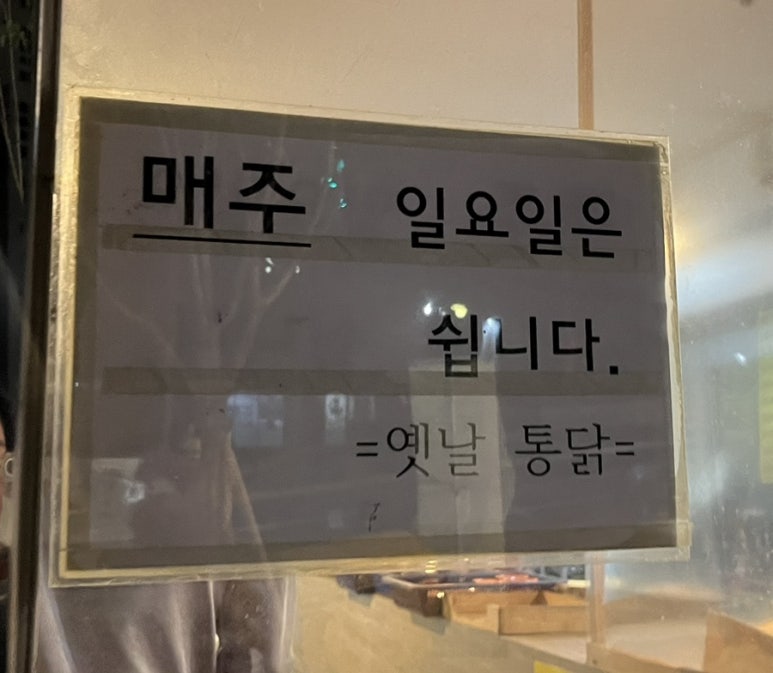 매주 일요일은
쉽니다.
=옛날 통닭=